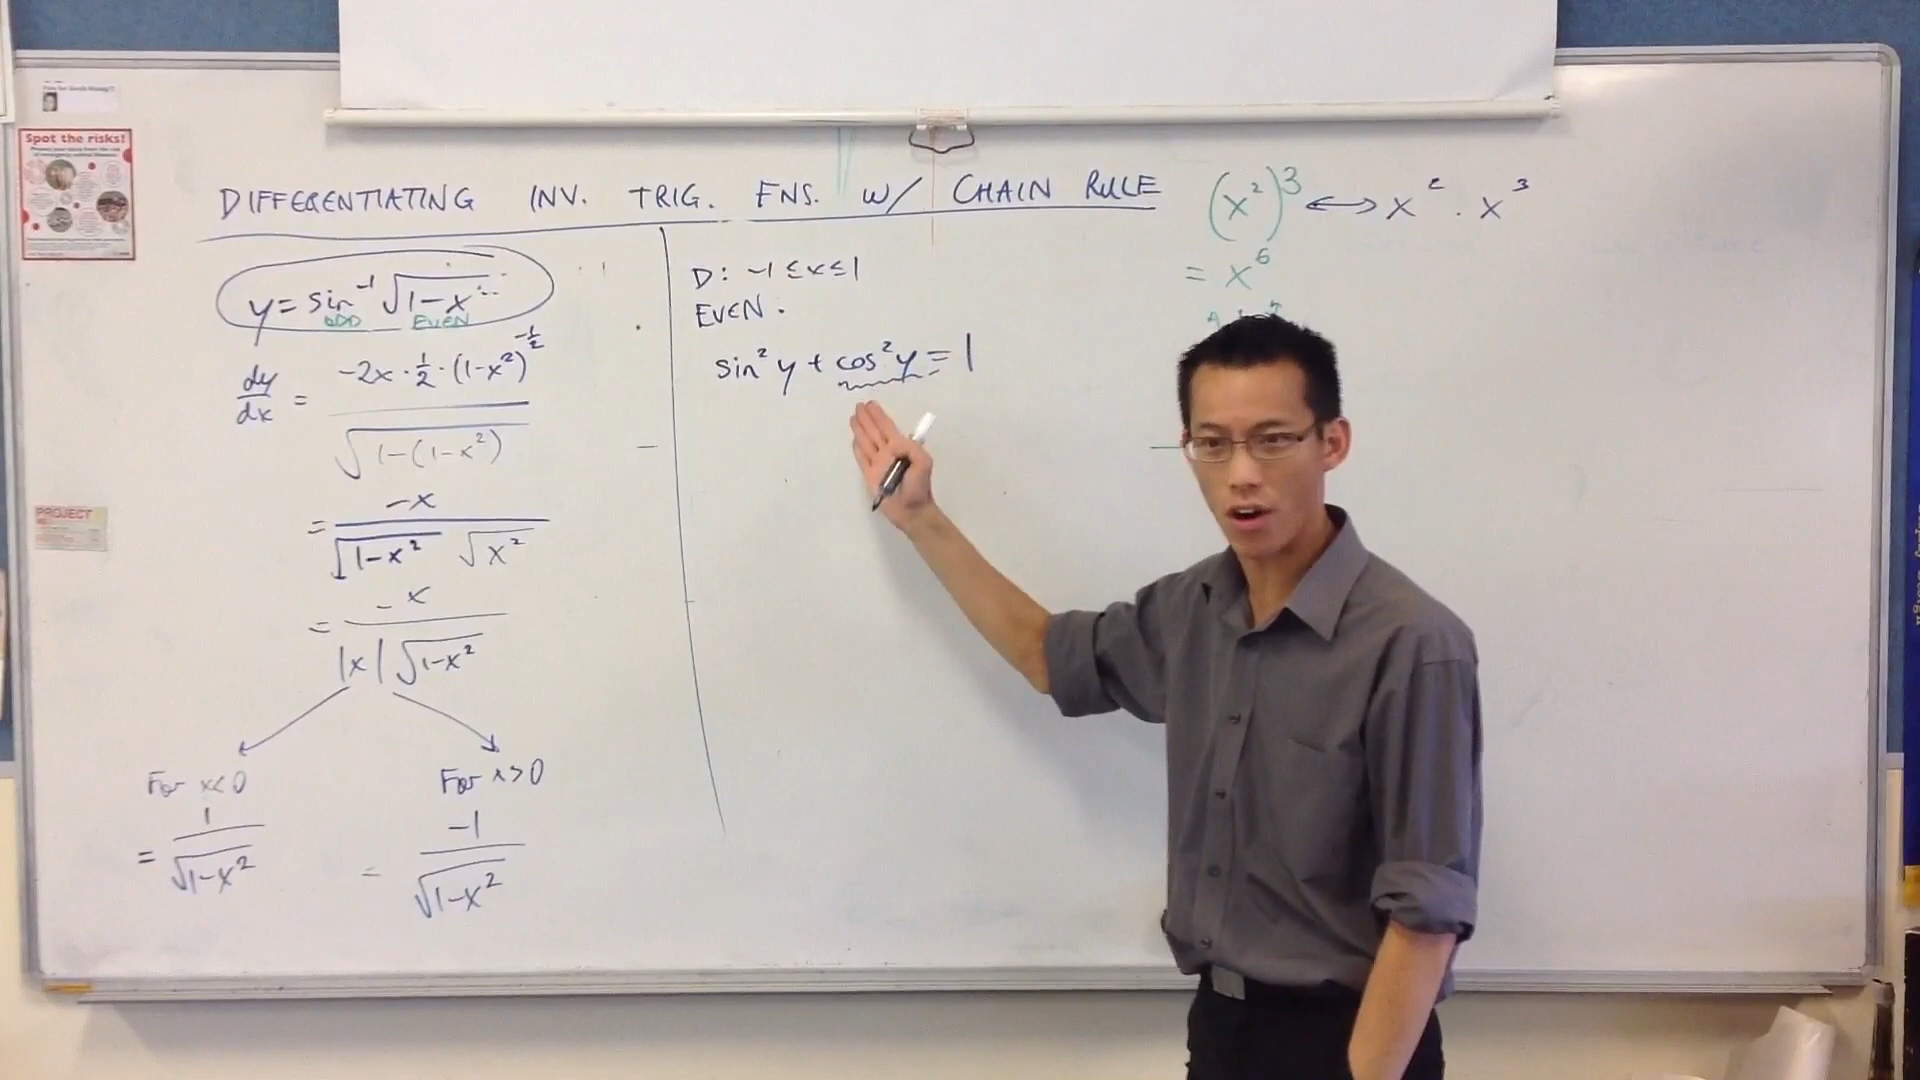 Spot the risks!
PROJECT
DIFFERENTIATING INV. TRIG. FNS. W/ CHAIN RULE
y = sin⁻¹ √(1-x²)
ODD EVEN
dy/dx = (-2x · 1/2 · (1-x²)^(-1/2)) / √(1-(1-x²))
= -x / (√(1-x²) √(x²))
= -x / (|x| √(1-x²))
For x<0
= 1 / √(1-x²)
For x>0
= -1 / √(1-x²)
D: -1 ≤ x ≤ 1
EVEN:
sin² y + cos² y = 1
(x²)³ ↔ x² . x³
= x⁶